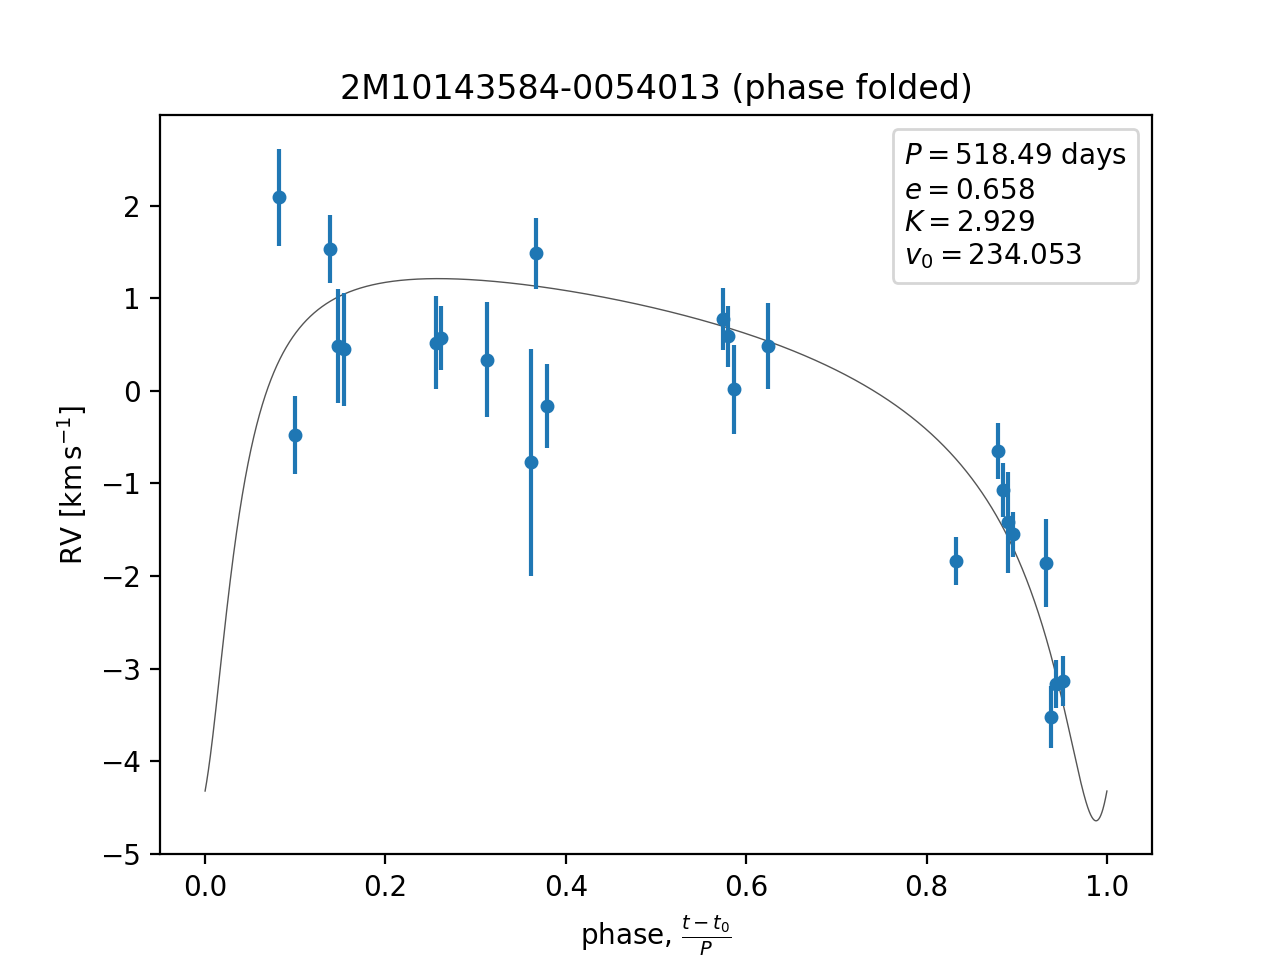 2M10143584-0054013 (phase folded)
P = 518.49 days
e = 0.658
K = 2.929
v₀ = 234.053
2
1
0
−1
−2
−3
−4
−5
RV [km s⁻¹]
0.0 0.2 0.4 0.6 0.8 1.0
phase, (t − t₀)/P